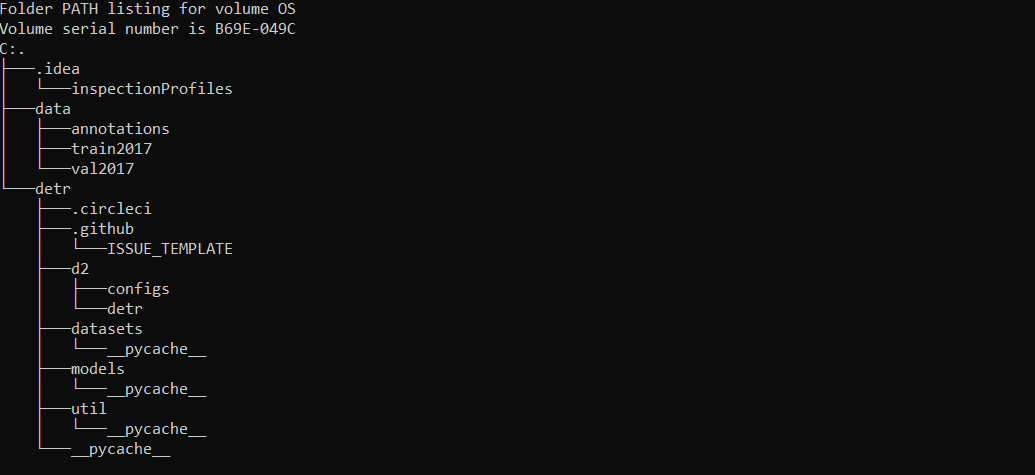 Folder PATH listing for volume OS
Volume serial number is B69E-049C
C:.
├───.idea
│   └───inspectionProfiles
├───data
│   ├───annotations
│   ├───train2017
│   └───val2017
└───detr
    ├───.circleci
    ├───.github
    │   └───ISSUE_TEMPLATE
    ├───d2
    │   ├───configs
    │   └───detr
    ├───datasets
    │   └───__pycache__
    ├───models
    │   └───__pycache__
    ├───util
    │   └───__pycache__
    └───__pycache__